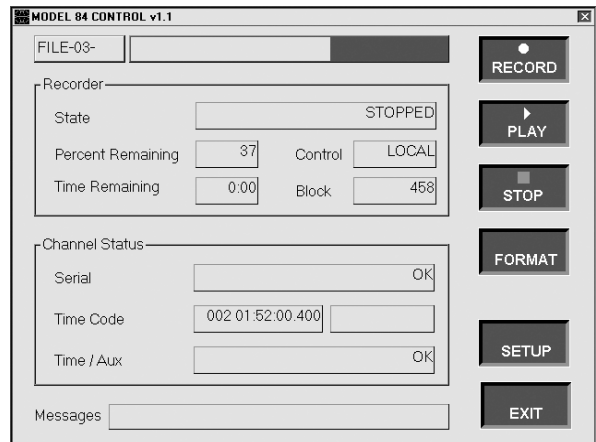 MODEL 84 CONTROL v1.1
FILE-03-
RECORD
Recorder
State STOPPED
PLAY
Percent Remaining 37 Control LOCAL
Time Remaining 0:00 Block 458
STOP
Channel Status
FORMAT
Serial OK
Time Code 002 01:52:00.400
Time / Aux OK
SETUP
Messages
EXIT